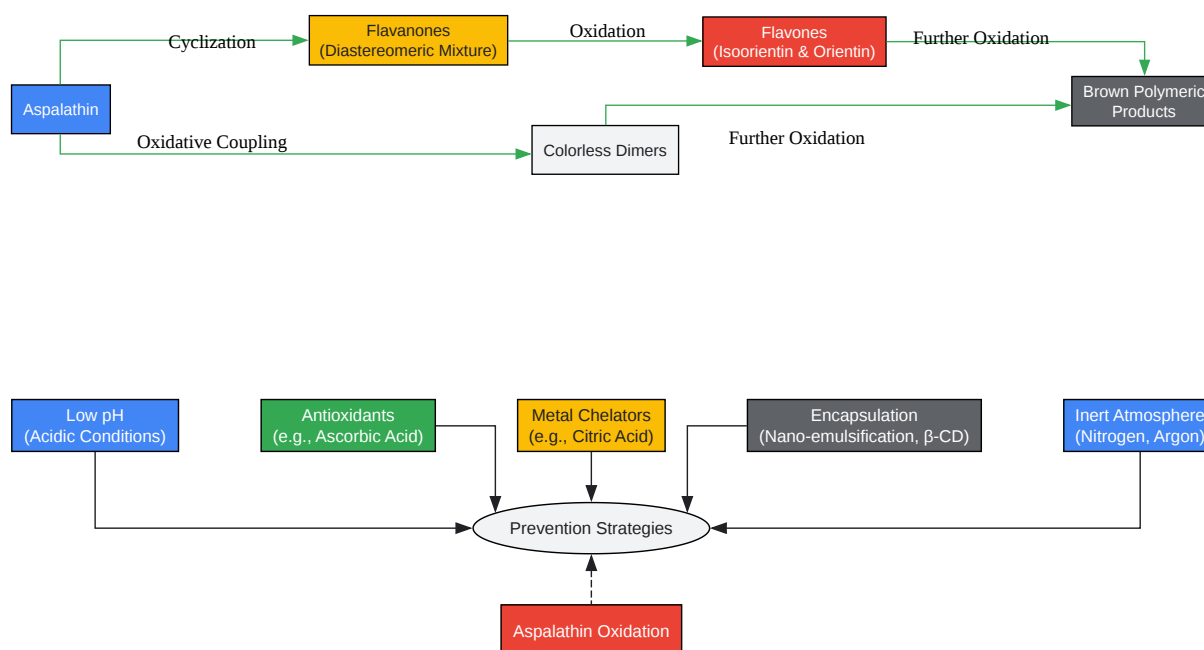 Flavanones
(Diastereomeric Mixture)
Cyclization
Oxidation
Flavones
(Isoorientin & Orientin)
Further Oxidation
Aspalathin
Brown Polymeric
Products
Oxidative Coupling
Colorless Dimers
Further Oxidation
Low pH
(Acidic Conditions)
Antioxidants
(e.g., Ascorbic Acid)
Metal Chelators
(e.g., Citric Acid)
Encapsulation
(Nano-emulsification, β-CD)
Inert Atmosphere
(Nitrogen, Argon)
Prevention Strategies
Aspalathin Oxidation